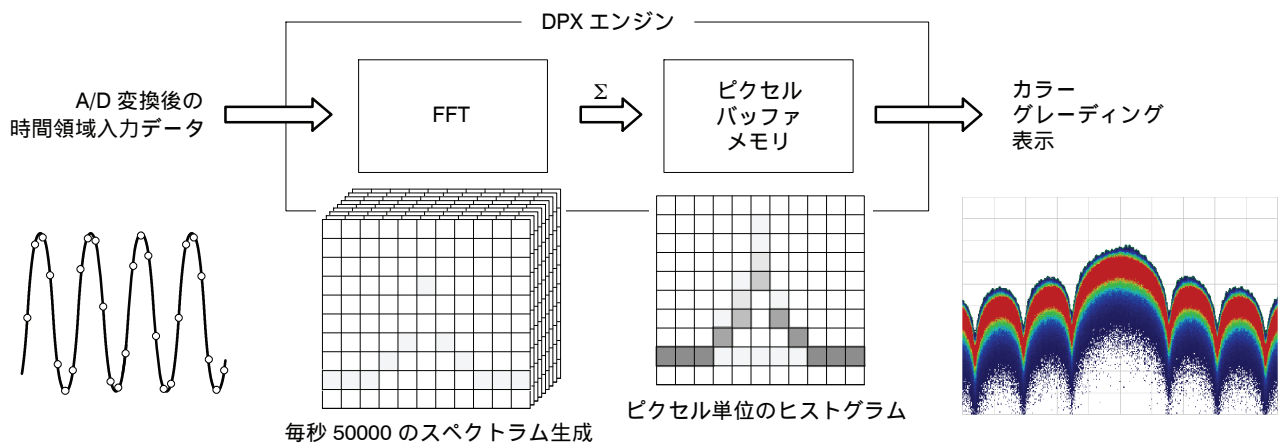 DPX エンジン
A/D 変換後の
時間領域入力データ
FFT
Σ
ピクセル
バッファ
メモリ
カラー
グレーディング
表示
ピクセル単位のヒストグラム
毎秒 50000 のスペクトラム生成